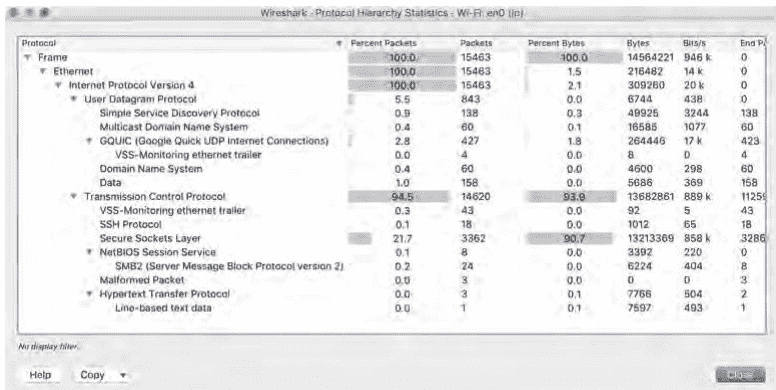 Wireshark · Protocol Hierarchy Statistics · Wi-Fi: en0 (ip)
Protocol Percent Packets Packets Percent Bytes Bytes Bits/s End Pa
Frame 100.0 15463 100.0 14564221 946 k 0
Ethernet 100.0 15463 1.5 216482 14 k 0
Internet Protocol Version 4 100.0 15463 2.1 309260 20 k 0
User Datagram Protocol 5.5 843 0.0 6744 438 0
Simple Service Discovery Protocol 0.9 138 0.3 49925 3244 138
Multicast Domain Name System 0.4 60 0.1 16585 1077 60
GQUIC (Google Quick UDP Internet Connections) 2.8 427 1.8 264446 17 k 423
VSS-Monitoring ethernet trailer 0.0 4 0.0 8 0 4
Domain Name System 0.4 60 0.0 4600 298 60
Data 1.0 158 0.0 5686 369 158
Transmission Control Protocol 94.5 14620 93.9 13682861 889 k 1125
VSS-Monitoring ethernet trailer 0.3 43 0.0 92 5 43
SSH Protocol 0.1 18 0.0 1012 65 18
Secure Sockets Layer 21.7 3362 90.7 13213369 858 k 3286
NetBIOS Session Service 0.1 8 0.0 3392 220 0
SMB2 (Server Message Block Protocol version 2) 0.2 24 0.0 6224 404 8
Malformed Packet 0.0 3 0.0 0 0 3
Hypertext Transfer Protocol 0.0 3 0.1 7766 504 2
Line-based text data 0.0 1 0.1 7597 493 1
No display filter.
Help Copy Close